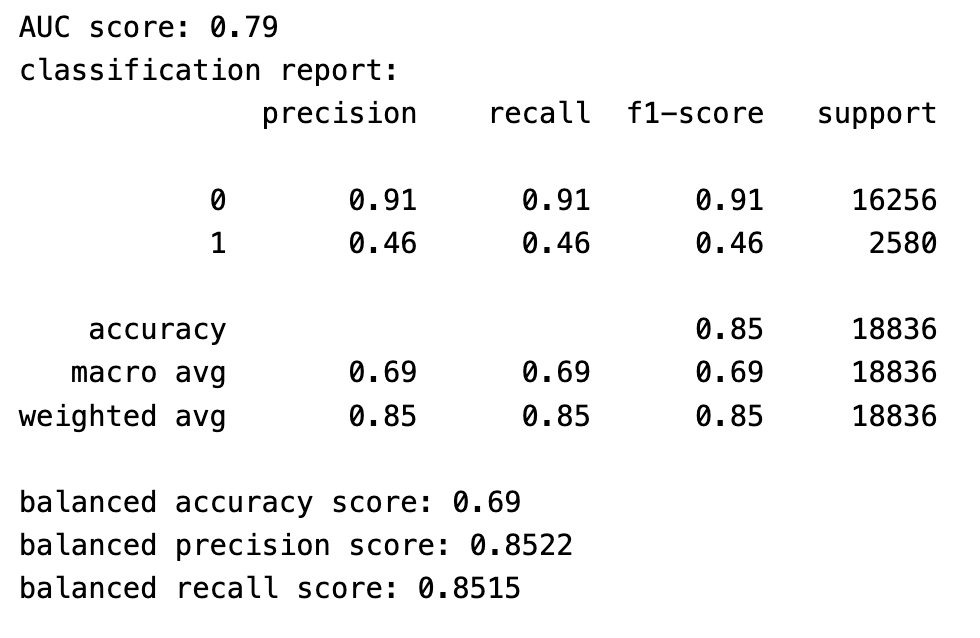 AUC score: 0.79
classification report:
precision recall f1-score support
0 0.91 0.91 0.91 16256
1 0.46 0.46 0.46 2580
accuracy 0.85 18836
macro avg 0.69 0.69 0.69 18836
weighted avg 0.85 0.85 0.85 18836
balanced accuracy score: 0.69
balanced precision score: 0.8522
balanced recall score: 0.8515